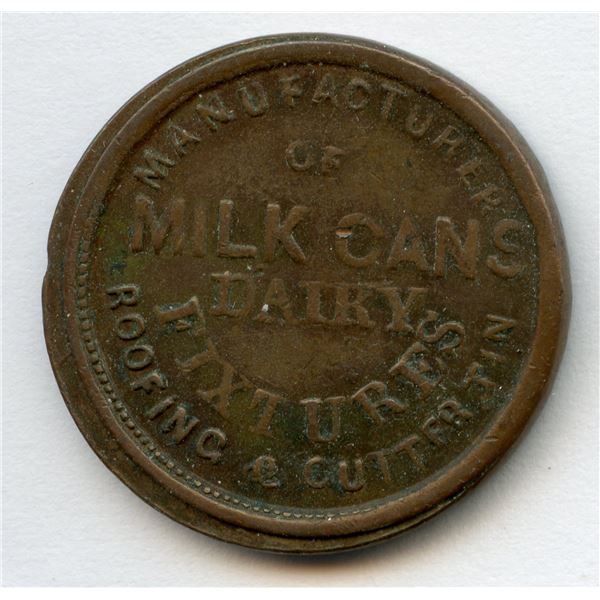 MANUFACTURER
OF
MILK-CANS
DAIRY
FIXTURES
ROOFING & GUTTER TIN